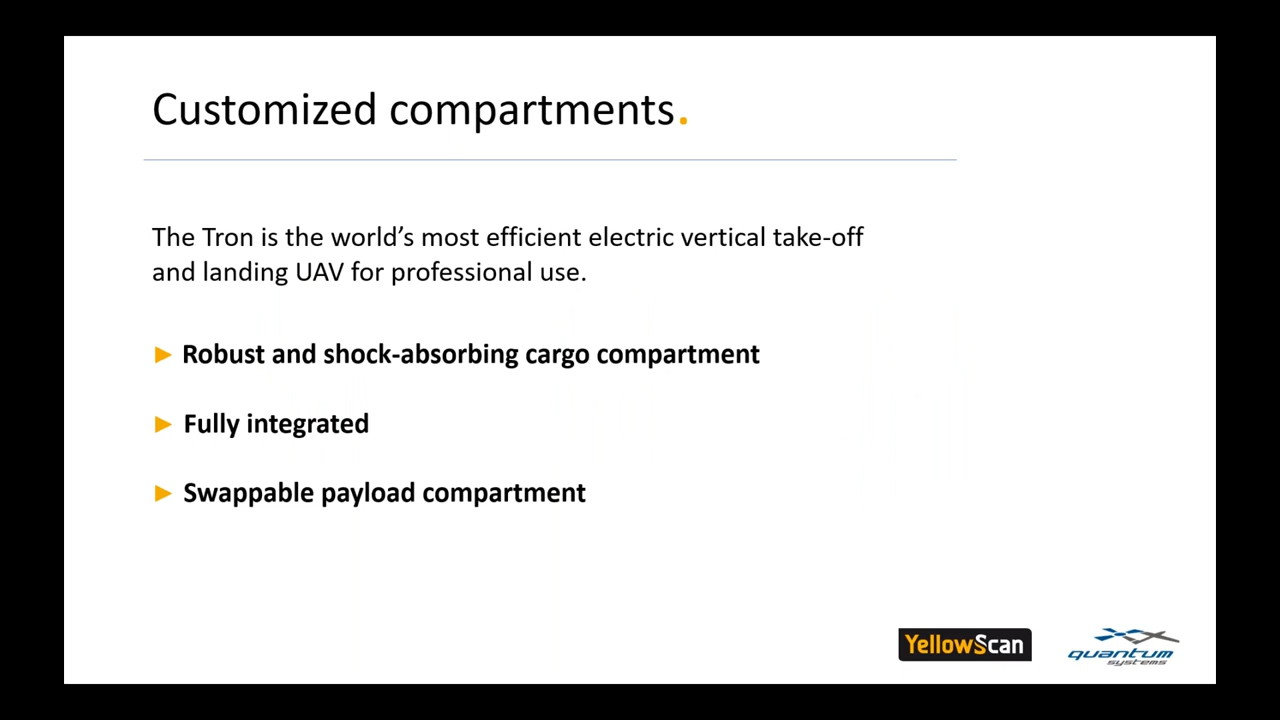 Customized compartments.
The Tron is the world’s most efficient electric vertical take-off
and landing UAV for professional use.
► Robust and shock-absorbing cargo compartment
► Fully integrated
► Swappable payload compartment
YellowScan
quantum
systems